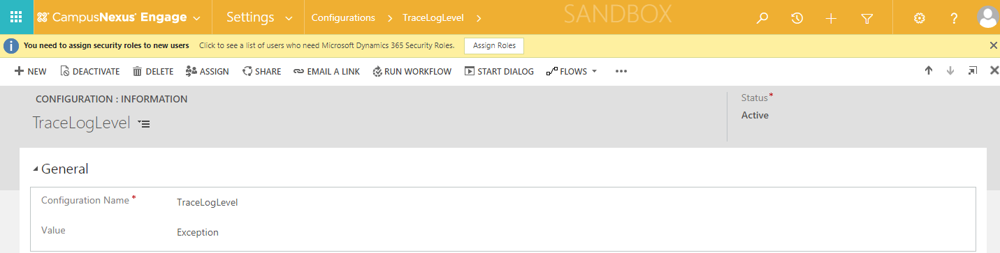 CampusNexus® Engage Settings Configurations TraceLogLevel SANDBOX
You need to assign security roles to new users Click to see a list of users who need Microsoft Dynamics 365 Security Roles. Assign Roles
NEW DEACTIVATE DELETE ASSIGN SHARE EMAIL A LINK RUN WORKFLOW START DIALOG FLOWS
CONFIGURATION : INFORMATION
Status*
TraceLogLevel
Active
General
Configuration Name * TraceLogLevel
Value Exception